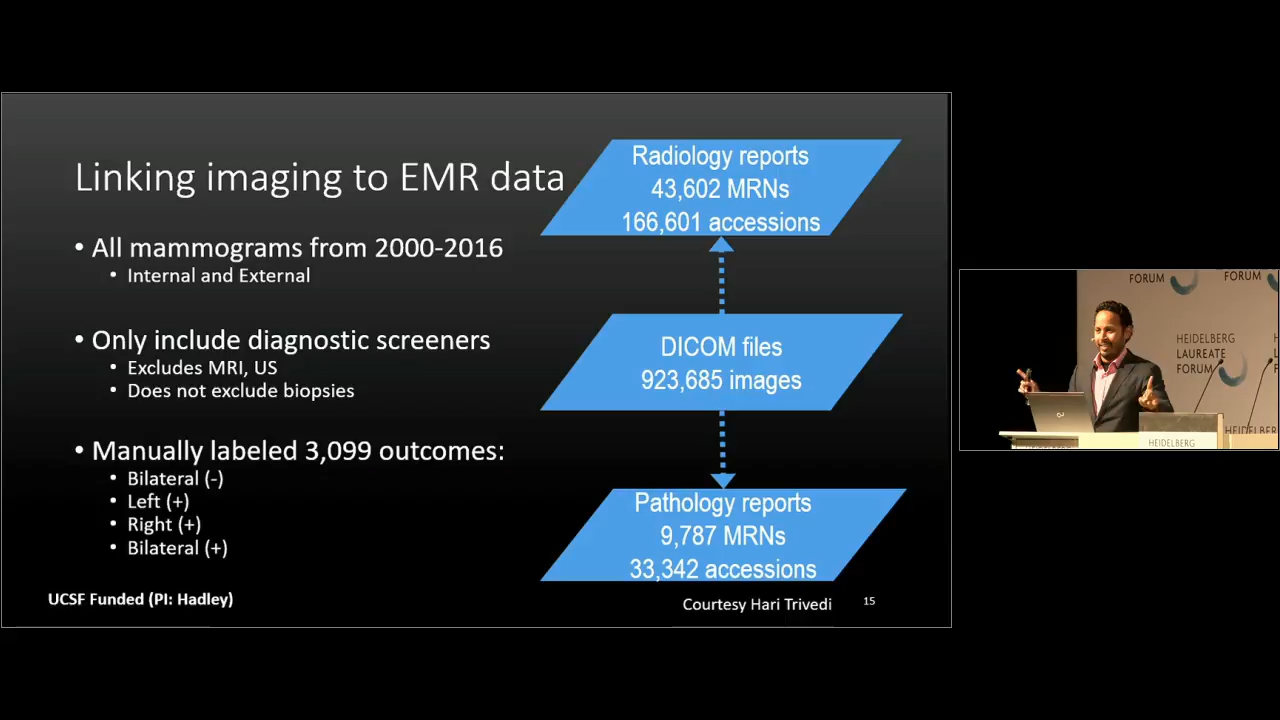 Linking imaging to EMR data
• All mammograms from 2000-2016
• Internal and External
• Only include diagnostic screeners
• Excludes MRI, US
• Does not exclude biopsies
• Manually labeled 3,099 outcomes:
• Bilateral (-)
• Left (+)
• Right (+)
• Bilateral (+)
UCSF Funded (PI: Hadley)
Radiology reports
43,602 MRNs
166,601 accessions
DICOM files
923,685 images
Pathology reports
9,787 MRNs
33,342 accessions
Courtesy Hari Trivedi
15
FORUM
FORUM
HEIDELBERG
LAUREATE
FORUM
HEIDELBERG
HEIDELBERG